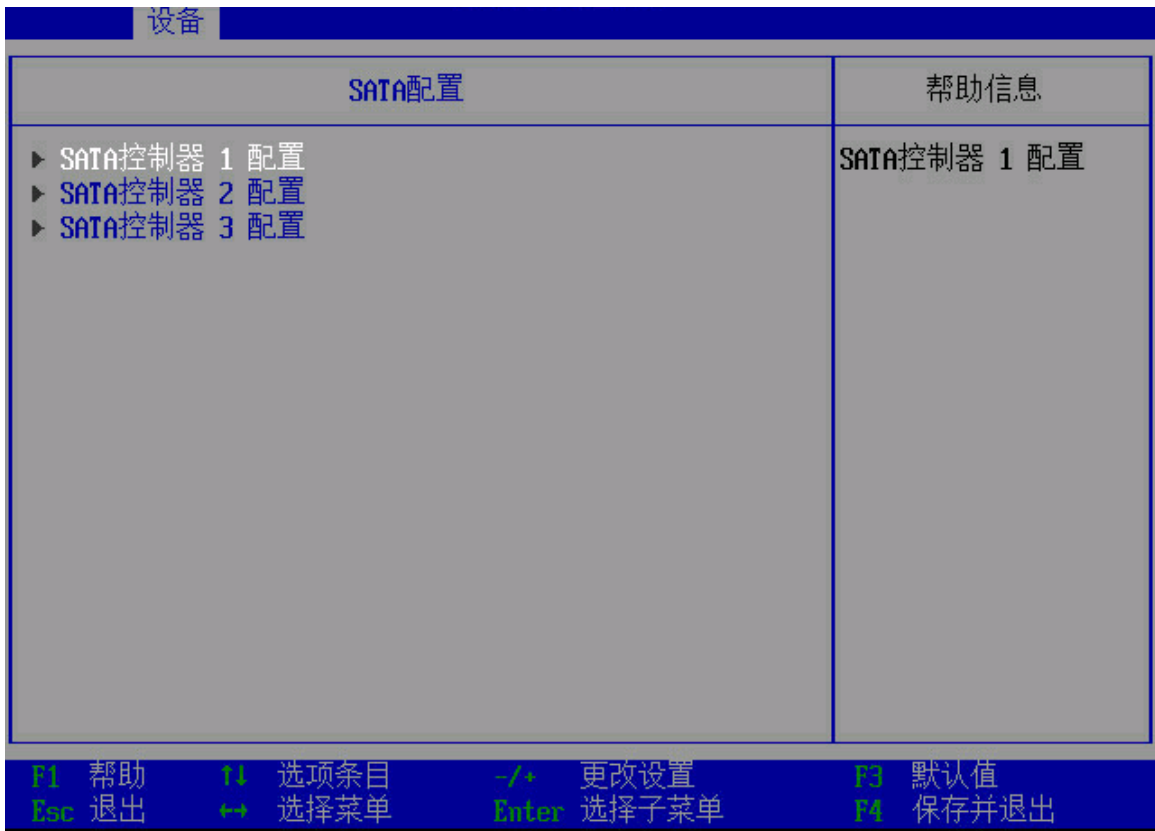 设备
SATA配置
帮助信息
SATA控制器 1 配置
SATA控制器 2 配置
SATA控制器 3 配置
SATA控制器 1 配置
F1 帮助 ↑↓ 选项条目 -/+ 更改设置 F3 默认值
Esc 退出 ←→ 选择菜单 Enter 选择子菜单 F4 保存并退出